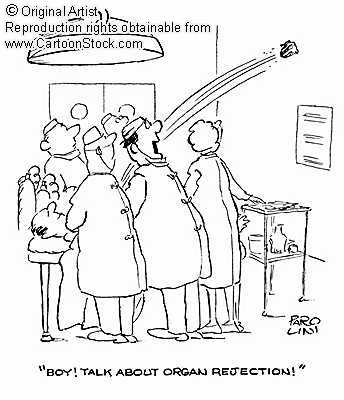 © Original Artist
Reproduction rights obtainable from
www.CartoonStock.com
PARO
LINI
"BOY! TALK ABOUT ORGAN REJECTION!"